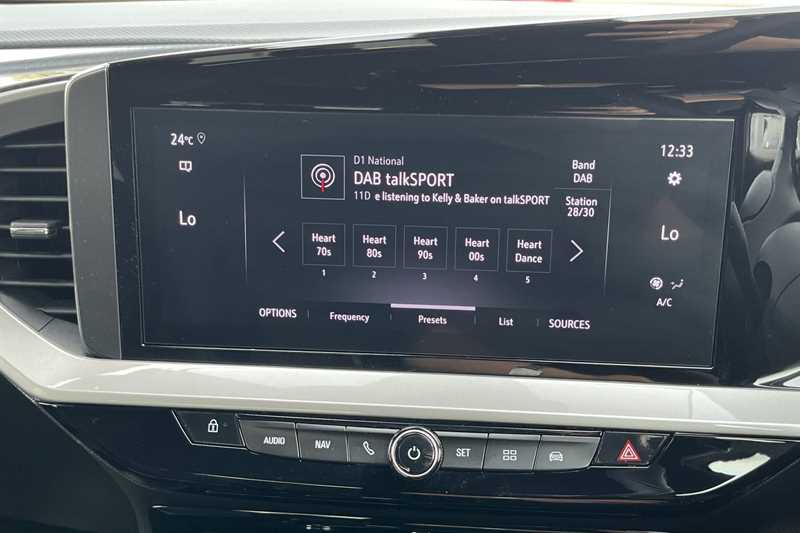 24°C
12:33
D1 National
DAB talkSPORT
11D e listening to Kelly & Baker on talkSPORT
Band
DAB
Station
28/30
Lo
Lo
Heart
70s
Heart
80s
Heart
90s
Heart
00s
Heart
Dance
1
2
3
4
5
A/C
OPTIONS
Frequency
Presets
List
SOURCES
AUDIO
NAV
SET